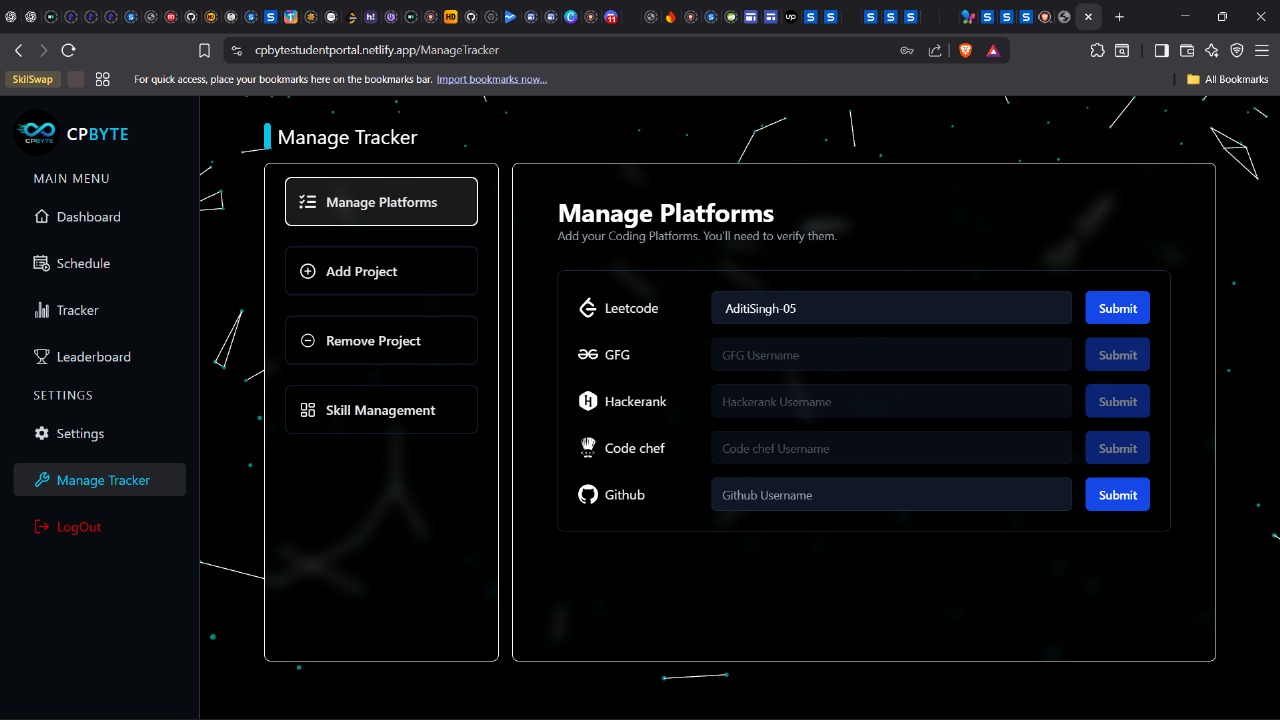 cpbytestudentportal.netlify.app/ManageTracker
SkilSwap
For quick access, place your bookmarks here on the bookmarks bar. Import bookmarks now...
All Bookmarks
CPBYTE
CPBYTE
MAIN MENU
Dashboard
Schedule
Tracker
Leaderboard
SETTINGS
Settings
Manage Tracker
LogOut
Manage Tracker
Manage Platforms
Add Project
Remove Project
Skill Management
Manage Platforms
Add your Coding Platforms. You'll need to verify them.
Leetcode AditiSingh-05 Submit
GFG GFG Username Submit
Hackerank Hackerank Username Submit
Code chef Code chef Username Submit
Github Github Username Submit